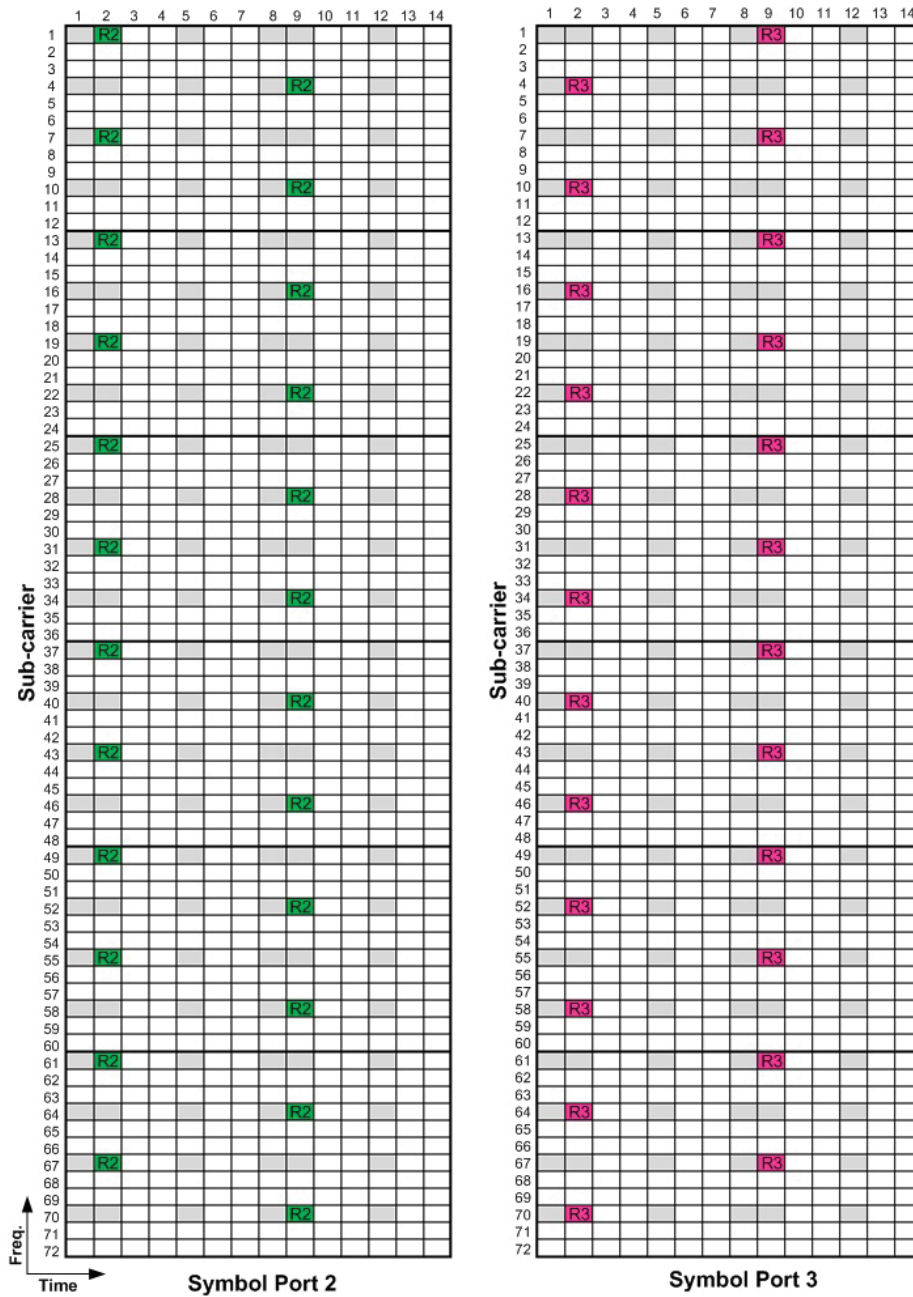 1 2 3 4 5 6 7 8 9 10 11 12 13 14 1 2 3 4 5 6 7 8 9 10 11 12 13 14
1 R2 1 R3
2 2
3 3
4 R2 4 R3
5 5
6 6
7 R2 7 R3
8 8
9 9
10 R2 10 R3
11 11
12 12
13 R2 13 R3
14 14
15 15
16 R2 16 R3
17 17
18 18
19 R2 19 R3
20 20
21 21
22 R2 22 R3
23 23
24 24
25 R2 25 R3
26 26
27 27
28 R2 28 R3
29 29
30 30
31 R2 31 R3
32 32
33 33
34 R2 34 R3
35 35
36 36
37 R2 37 R3
38 38
39 39
40 R2 40 R3
41 41
42 42
43 R2 43 R3
44 44
45 45
46 R2 46 R3
47 47
48 48
49 R2 49 R3
50 50
51 51
52 R2 52 R3
53 53
54 54
55 R2 55 R3
56 56
57 57
58 R2 58 R3
59 59
60 60
61 R2 61 R3
62 62
63 63
64 R2 64 R3
65 65
66 66
67 R2 67 R3
68 68
69 69
70 R2 70 R3
71 71
72 72
Sub-carrier Sub-carrier
Freq.
Time
Symbol Port 2 Symbol Port 3